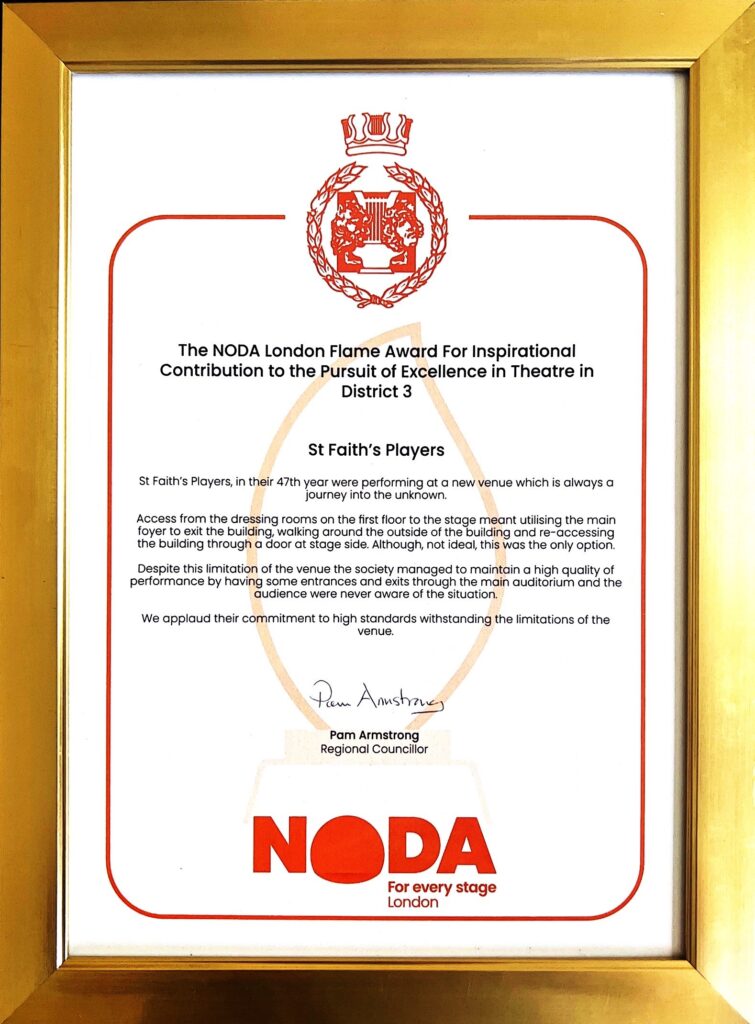 The NODA London Flame Award For Inspirational
Contribution to the Pursuit of Excellence in Theatre in
District 3
St Faith's Players
St Faith's Players, in their 47th year were performing at a new venue which is always a
journey into the unknown.
Access from the dressing rooms on the first floor to the stage meant utilising the main
foyer to exit the building, walking around the outside of the building and re-accessing
the building through a door at stage side. Although, not ideal, this was the only option.
Despite this limitation of the venue the society managed to maintain a high quality of
performance by having some entrances and exits through the main auditorium and the
audience were never aware of the situation.
We applaud their commitment to high standards withstanding the limitations of the
venue.
Pam Armstrong
Pam Armstrong
Regional Councillor
NODA
For every stage
London